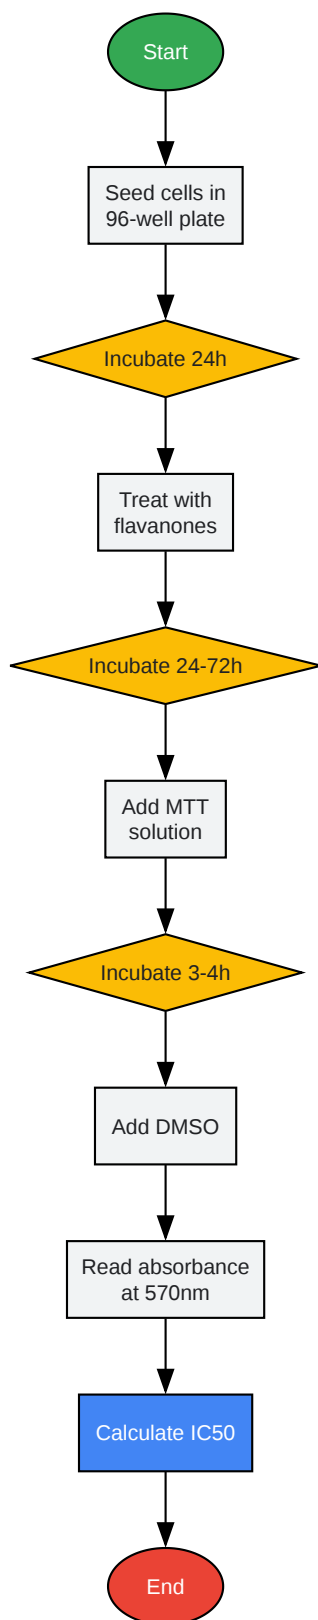 Start
Seed cells in
96-well plate
Incubate 24h
Treat with
flavanones
Incubate 24-72h
Add MTT
solution
Incubate 3-4h
Add DMSO
Read absorbance
at 570nm
Calculate IC50
End